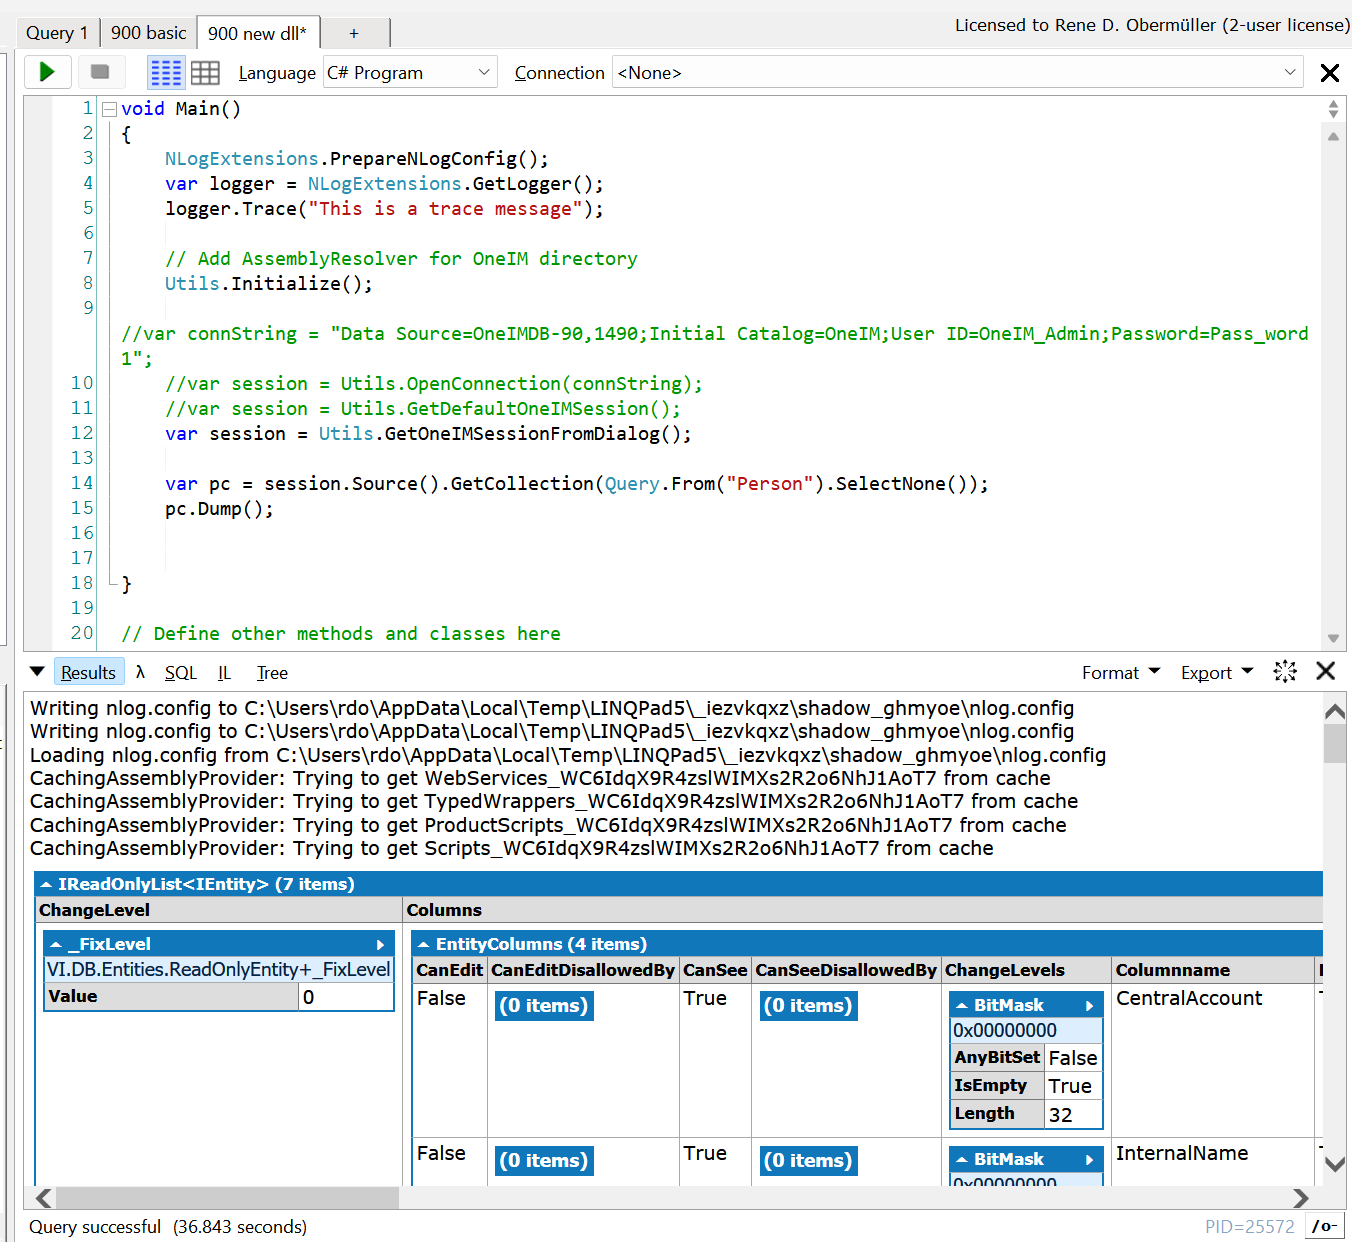 Licensed to Rene D. Obermüller (2-user license)
Query 1 900 basic 900 new dll* +
Language C# Program Connection <None>
1 void Main()
2 {
3 NLogExtensions.PrepareNLogConfig();
4 var logger = NLogExtensions.GetLogger();
5 logger.Trace("This is a trace message");
6
7 // Add AssemblyResolver for OneIM directory
8 Utils.Initialize();
9
//var connString = "Data Source=OneIMDB-90,1490;Initial Catalog=OneIM;User ID=OneIM_Admin;Password=Pass_word
1";
10 //var session = Utils.OpenConnection(connString);
11 //var session = Utils.GetDefaultOneIMSession();
12 var session = Utils.GetOneIMSessionFromDialog();
13
14 var pc = session.Source().GetCollection(Query.From("Person").SelectNone());
15 pc.Dump();
16
17
18 }
19
20 // Define other methods and classes here
Results λ SQL IL Tree Format Export
Writing nlog.config to C:\Users\rdo\AppData\Local\Temp\LINQPad5\_iezvkqxz\shadow_ghmyoe\nlog.config
Writing nlog.config to C:\Users\rdo\AppData\Local\Temp\LINQPad5\_iezvkqxz\shadow_ghmyoe\nlog.config
Loading nlog.config from C:\Users\rdo\AppData\Local\Temp\LINQPad5\_iezvkqxz\shadow_ghmyoe\nlog.config
CachingAssemblyProvider: Trying to get WebServices_WC6IdqX9R4zslWIMXs2R2o6NhJ1AoT7 from cache
CachingAssemblyProvider: Trying to get TypedWrappers_WC6IdqX9R4zslWIMXs2R2o6NhJ1AoT7 from cache
CachingAssemblyProvider: Trying to get ProductScripts_WC6IdqX9R4zslWIMXs2R2o6NhJ1AoT7 from cache
CachingAssemblyProvider: Trying to get Scripts_WC6IdqX9R4zslWIMXs2R2o6NhJ1AoT7 from cache
IReadOnlyList<IEntity> (7 items)
ChangeLevel Columns
_FixLevel EntityColumns (4 items)
VI.DB.Entities.ReadOnlyEntity+_FixLevel CanEdit CanEditDisallowedBy CanSee CanSeeDisallowedBy ChangeLevels Columnname
Value 0 False (0 items) True (0 items) BitMask CentralAccount
0x00000000
AnyBitSet False
IsEmpty True
Length 32
False (0 items) True (0 items) BitMask InternalName
0x00000000
Query successful (36.843 seconds) PID=25572 /o-